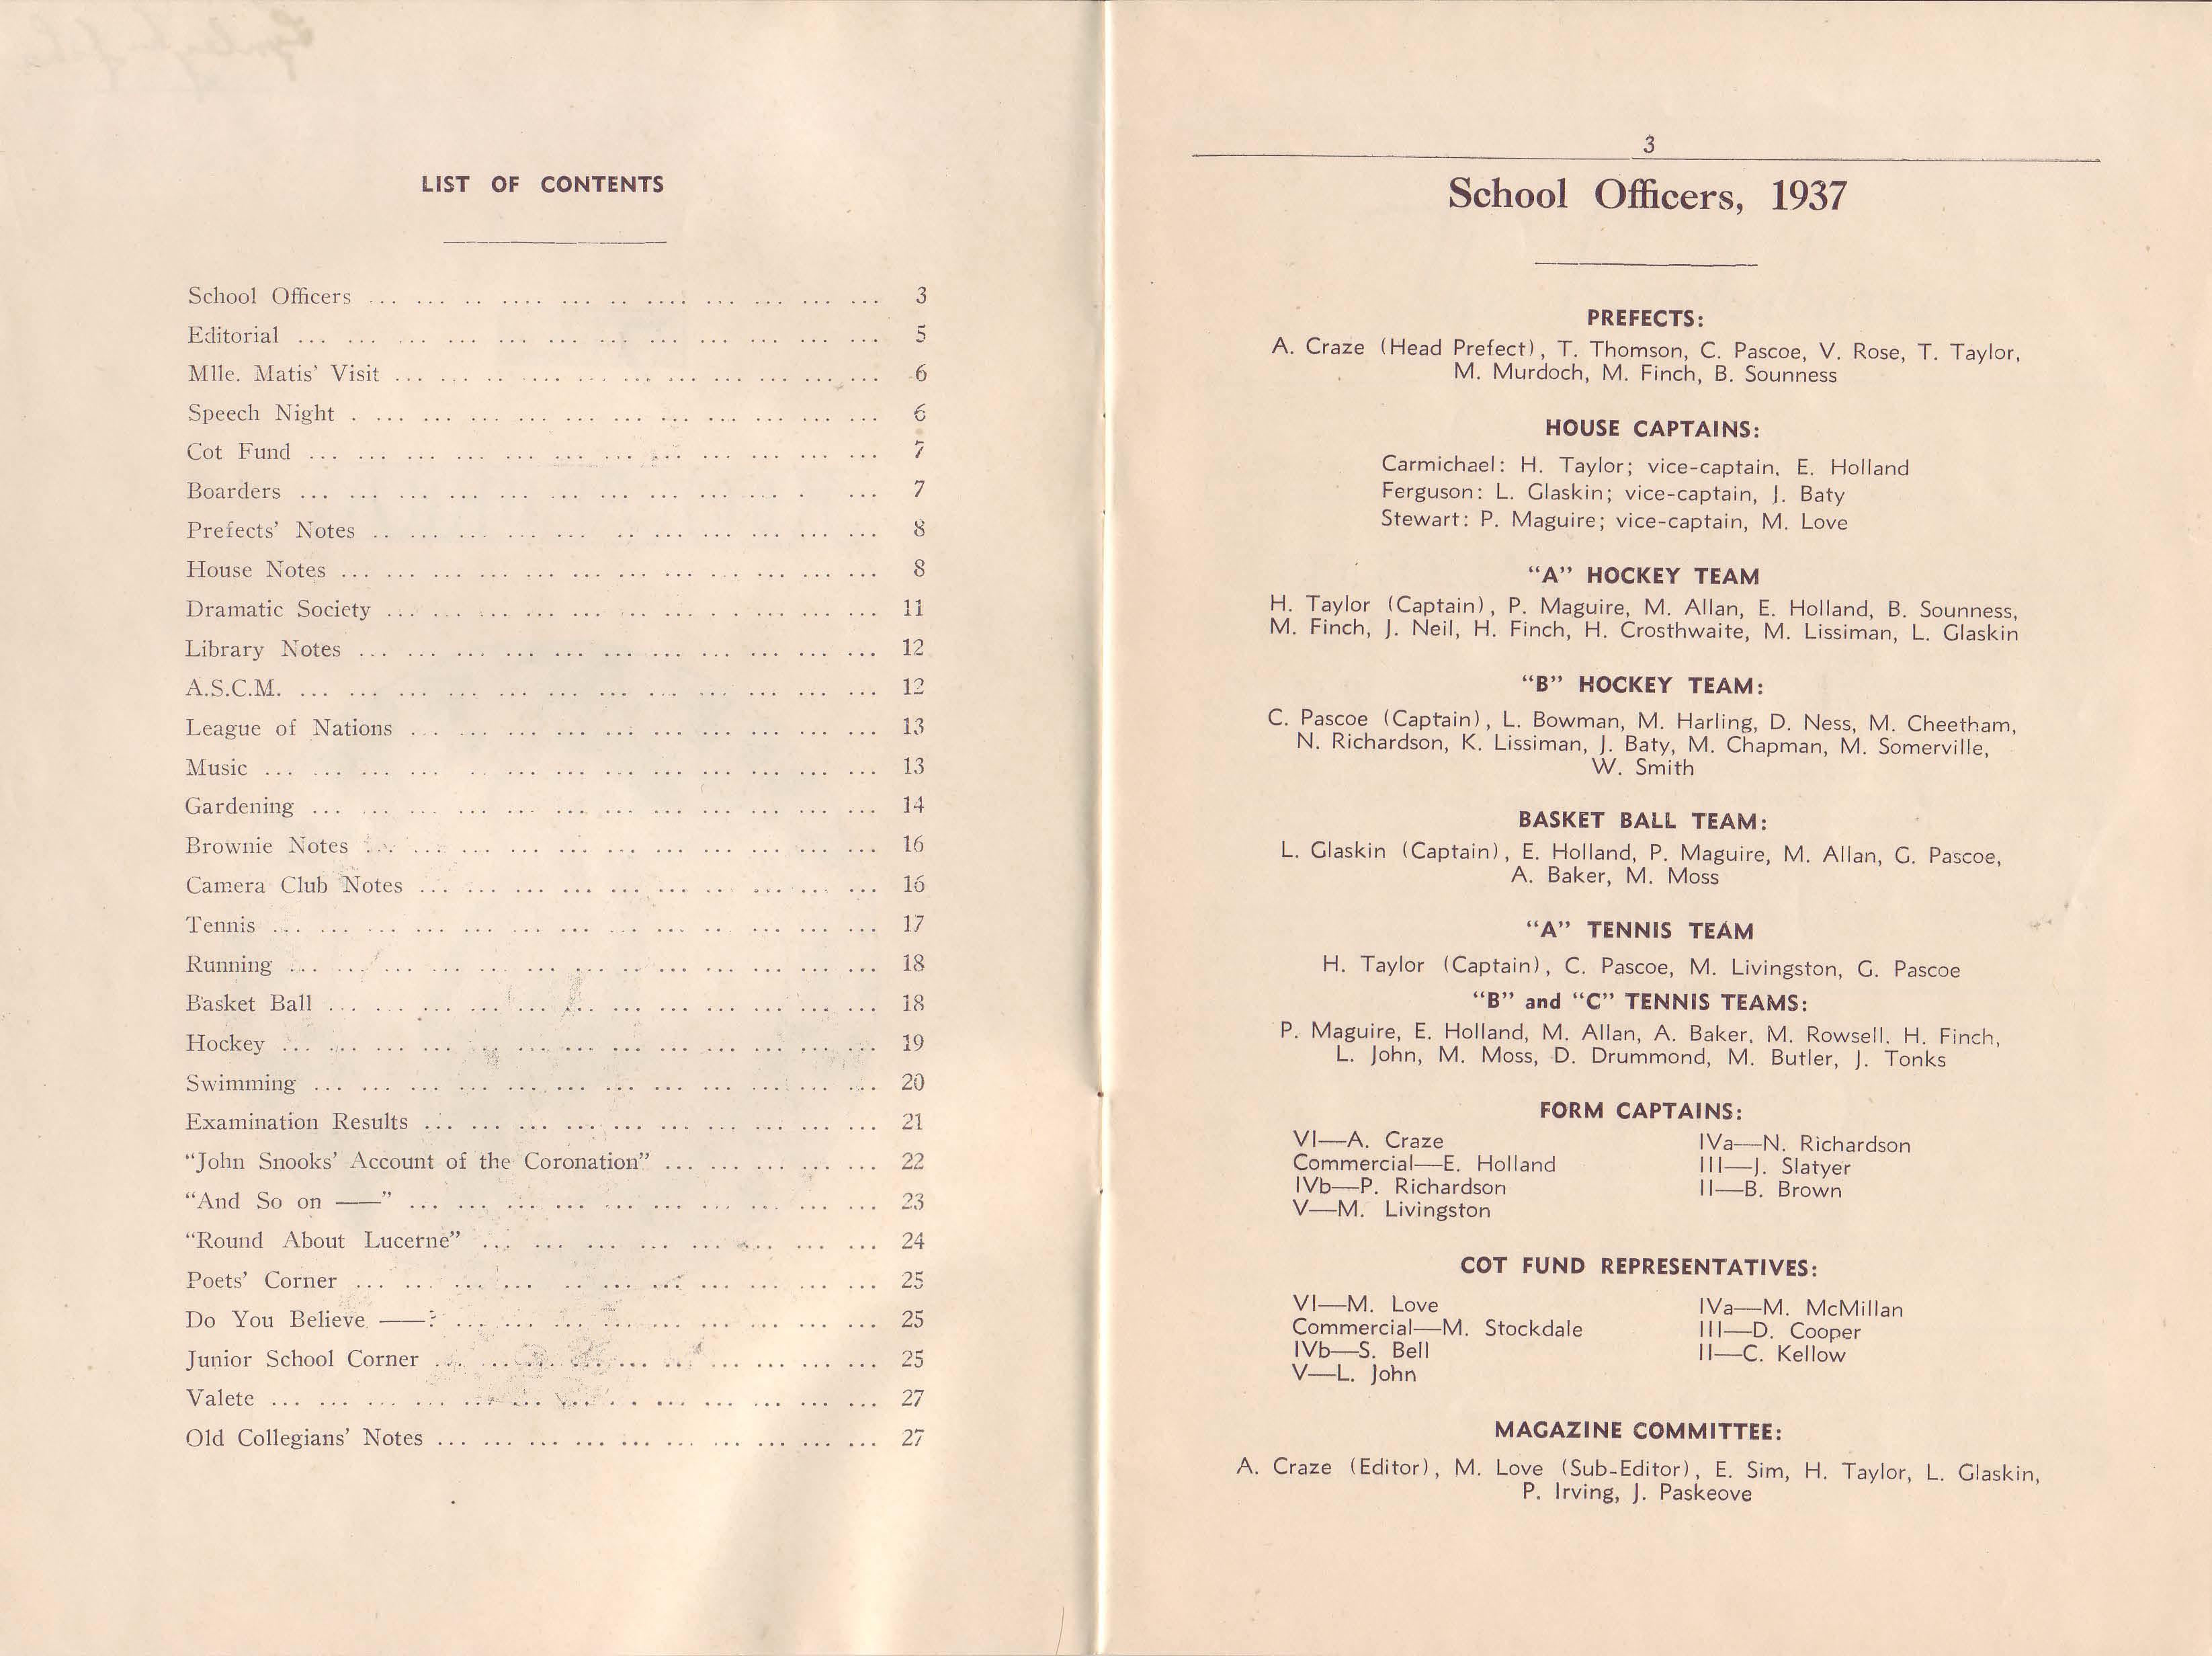 LIST OF CONTENTS
School Officers ... ... .. .... ... .. .... ... ... ... ... 3
Editorial ... ... ... ... ... ... ... ... ... ... ... ... 5
Mlle. Matis' Visit ... ... .. .... ... ... ... ... ... ... ... 6
Speech Night . ... ... ... ... ... ... ... ... ... ... ... 6
Cot Fund ... ... ... ... ... ... ... ... ... ... ... ... 7
Boarders ... ... ... ... ... ... ... ... ... ... . ... 7
Prefects' Notes .. ... ... ... ... .. ... ... ... ... ... 8
House Notes ... ... ... ... ... ... ... ... ... ... ... ... 8
Dramatic Society ... ... ... ... ... ... ... ... ... ... ... 11
Library Notes ... ... ... ... ... ... ... ... ... ... ... 12
A.S.C.M. ... ... ... ... ... ... ... ... ... ... ... ... 12
League of Nations ... ... ... ... ... ... ... ... ... ... 13
Music ... ... ... ... .. .. ... ... ... ... ... ... ... 13
Gardening ... ... ... ... ... ... ... ... ... ... ... ... 14
Brownie Notes ... ... ... ... ... ... ... ... ... ... ... 16
Camera Club Notes ... ... ... ... ... ... ... ... ... ... 16
Tennis ... ... ... ... ... ... ... ... ... ... ... ... ... 17
Running ... ... ... ... ... ... ... ... ... ... ... ... 18
Basket Ball ... ... ... ... ... ... ... ... ... ... ... ... 18
Hockey ... ... ... ... ... ... ... ... ... ... ... ... ... 19
Swimming ... ... ... ... ... ... ... ... ... ... ... ... 20
Examination Results ... ... ... ... ... ... ... ... ... ... 21
"John Snooks' Account of the Coronation" ... ... ... ... ... 22
"And So on ——" ... ... ... ... ... ... ... ... ... ... 23
"Round About Lucerne" ... ... ... ... ... ... ... ... 24
Poets' Corner ... ... ... ... .. ... ... ... ... ... ... 25
Do You Believe ——? ... ... ... ... ... ... ... ... ... 25
Junior School Corner ... ... ... ... ... ... ... ... ... 25
Valete ... ... ... ... ... ... ... ... ... ... ... ... ... 27
Old Collegians' Notes ... ... ... ... ... ... ... ... ... ... 27
3
School Officers, 1937
PREFECTS:
A. Craze (Head Prefect), T. Thomson, C. Pascoe, V. Rose, T. Taylor,
M. Murdoch, M. Finch, B. Sounness
HOUSE CAPTAINS:
Carmichael: H. Taylor; vice-captain, E. Holland
Ferguson: L. Glaskin; vice-captain, J. Baty
Stewart: P. Maguire; vice-captain, M. Love
"A" HOCKEY TEAM
H. Taylor (Captain), P. Maguire, M. Allan, E. Holland, B. Sounness,
M. Finch, J. Neil, H. Finch, H. Crosthwaite, M. Lissiman, L. Glaskin
"B" HOCKEY TEAM:
C. Pascoe (Captain), L. Bowman, M. Harling, D. Ness, M. Cheetham,
N. Richardson, K. Lissiman, J. Baty, M. Chapman, M. Somerville,
W. Smith
BASKET BALL TEAM:
L. Glaskin (Captain), E. Holland, P. Maguire, M. Allan, G. Pascoe,
A. Baker, M. Moss
"A" TENNIS TEAM
H. Taylor (Captain), C. Pascoe, M. Livingston, G. Pascoe
"B" and "C" TENNIS TEAMS:
P. Maguire, E. Holland, M. Allan, A. Baker, M. Rowsell, H. Finch,
L. John, M. Moss, D. Drummond, M. Butler, J. Tonks
FORM CAPTAINS:
VI—A. Craze
Commercial—E. Holland
IVb—P. Richardson
V—M. Livingston
IVa—N. Richardson
III—J. Slatyer
II—B. Brown
COT FUND REPRESENTATIVES:
VI—M. Love
Commercial—M. Stockdale
IVb—S. Bell
V—L. John
IVa—M. McMillan
III—D. Cooper
II—C. Kellow
MAGAZINE COMMITTEE:
A. Craze (Editor), M. Love (Sub-Editor), E. Sim, H. Taylor, L. Glaskin,
P. Irving, J. Paskeove